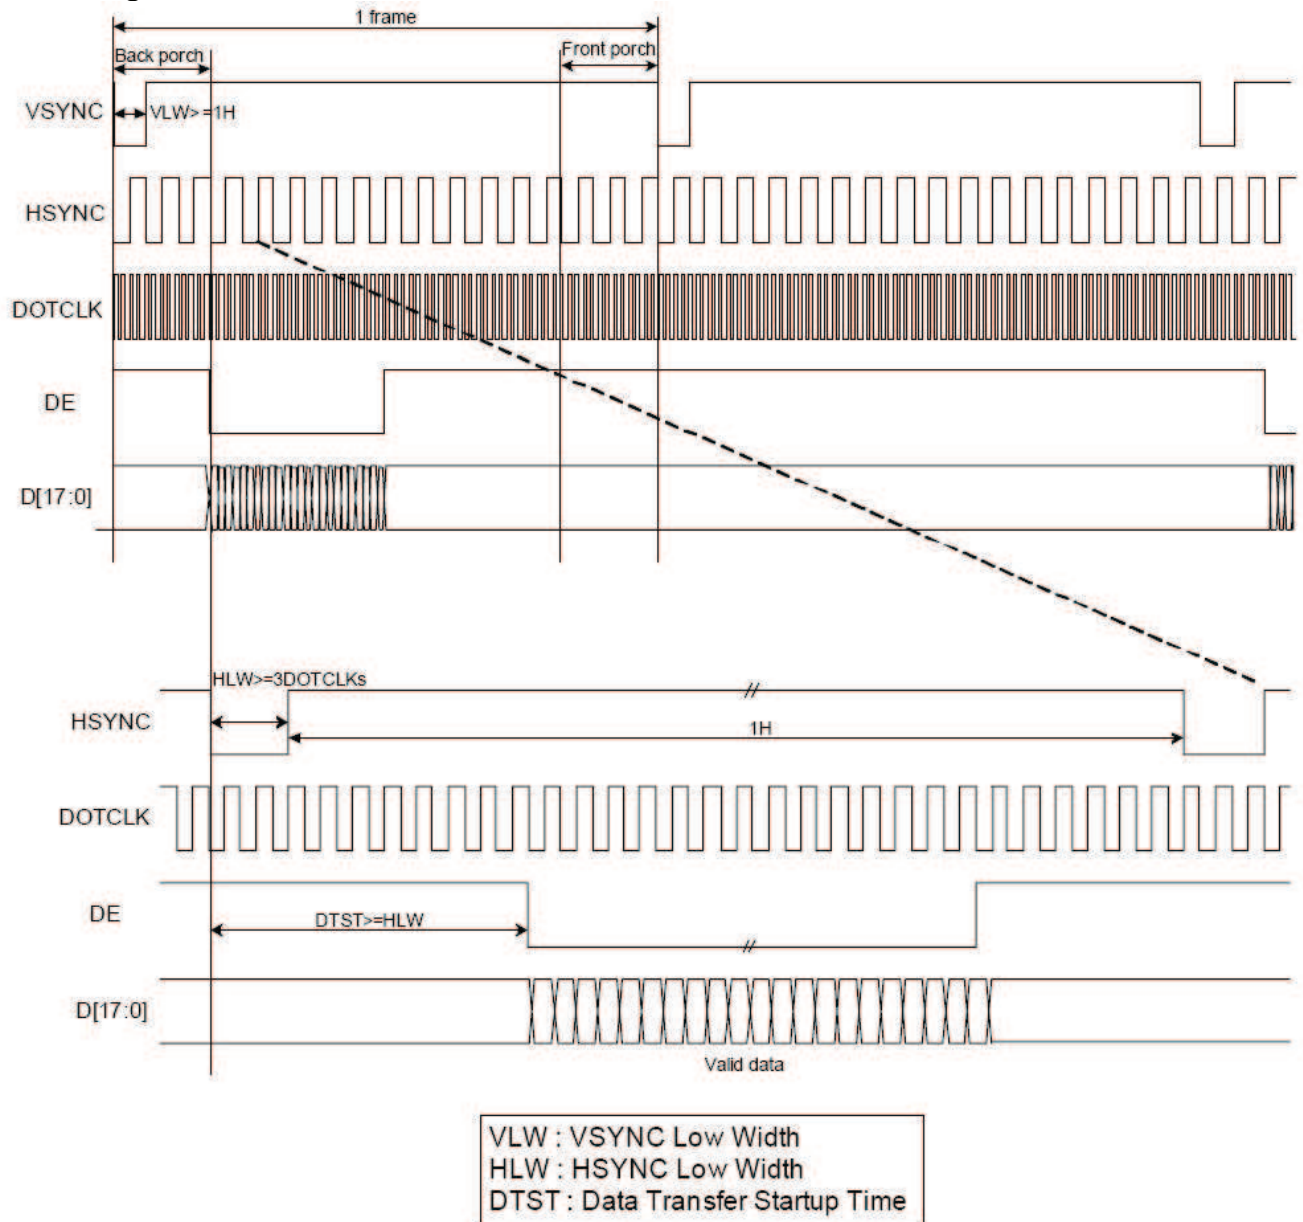 1 frame
Back porch
Front porch
VSYNC
VLW>=1H
HSYNC
DOTCLK
DE
D[17:0]
HLW>=3DOTCLKs
HSYNC
//
1H
DOTCLK
DE
DTST>=HLW
//
D[17:0]
Valid data
VLW : VSYNC Low Width
HLW : HSYNC Low Width
DTST : Data Transfer Startup Time